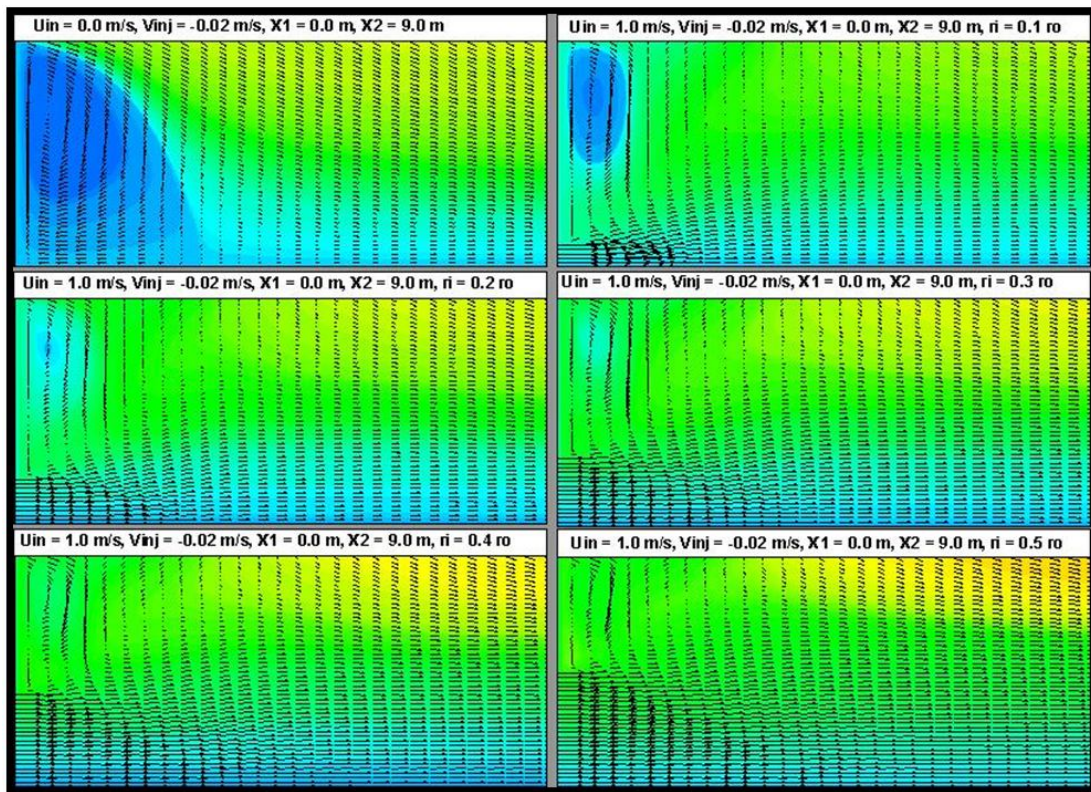 Uin = 0.0 m/s, Vinj = -0.02 m/s, X1 = 0.0 m, X2 = 9.0 m
Uin = 1.0 m/s, Vinj = -0.02 m/s, X1 = 0.0 m, X2 = 9.0 m, ri = 0.1 ro
Uin = 1.0 m/s, Vinj = -0.02 m/s, X1 = 0.0 m, X2 = 9.0 m, ri = 0.2 ro
Uin = 1.0 m/s, Vinj = -0.02 m/s, X1 = 0.0 m, X2 = 9.0 m, ri = 0.3 ro
Uin = 1.0 m/s, Vinj = -0.02 m/s, X1 = 0.0 m, X2 = 9.0 m, ri = 0.4 ro
Uin = 1.0 m/s, Vinj = -0.02 m/s, X1 = 0.0 m, X2 = 9.0 m, ri = 0.5 ro